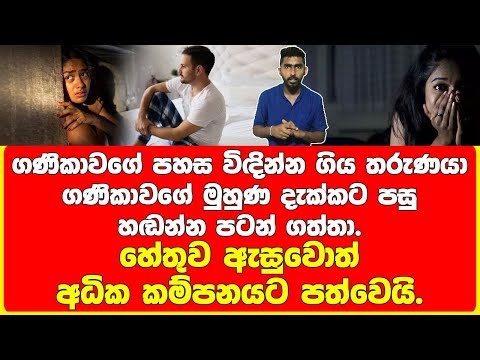 ගණිකාවගේ පහස විඳින්න ගිය තරුණයා
ගණිකාවගේ මුහුණ දැක්කට පසු
හඬන්න පටන් ගත්තා.
හේතුව ඇසුවොත්
අධික කම්පනයට පත්වෙයි.